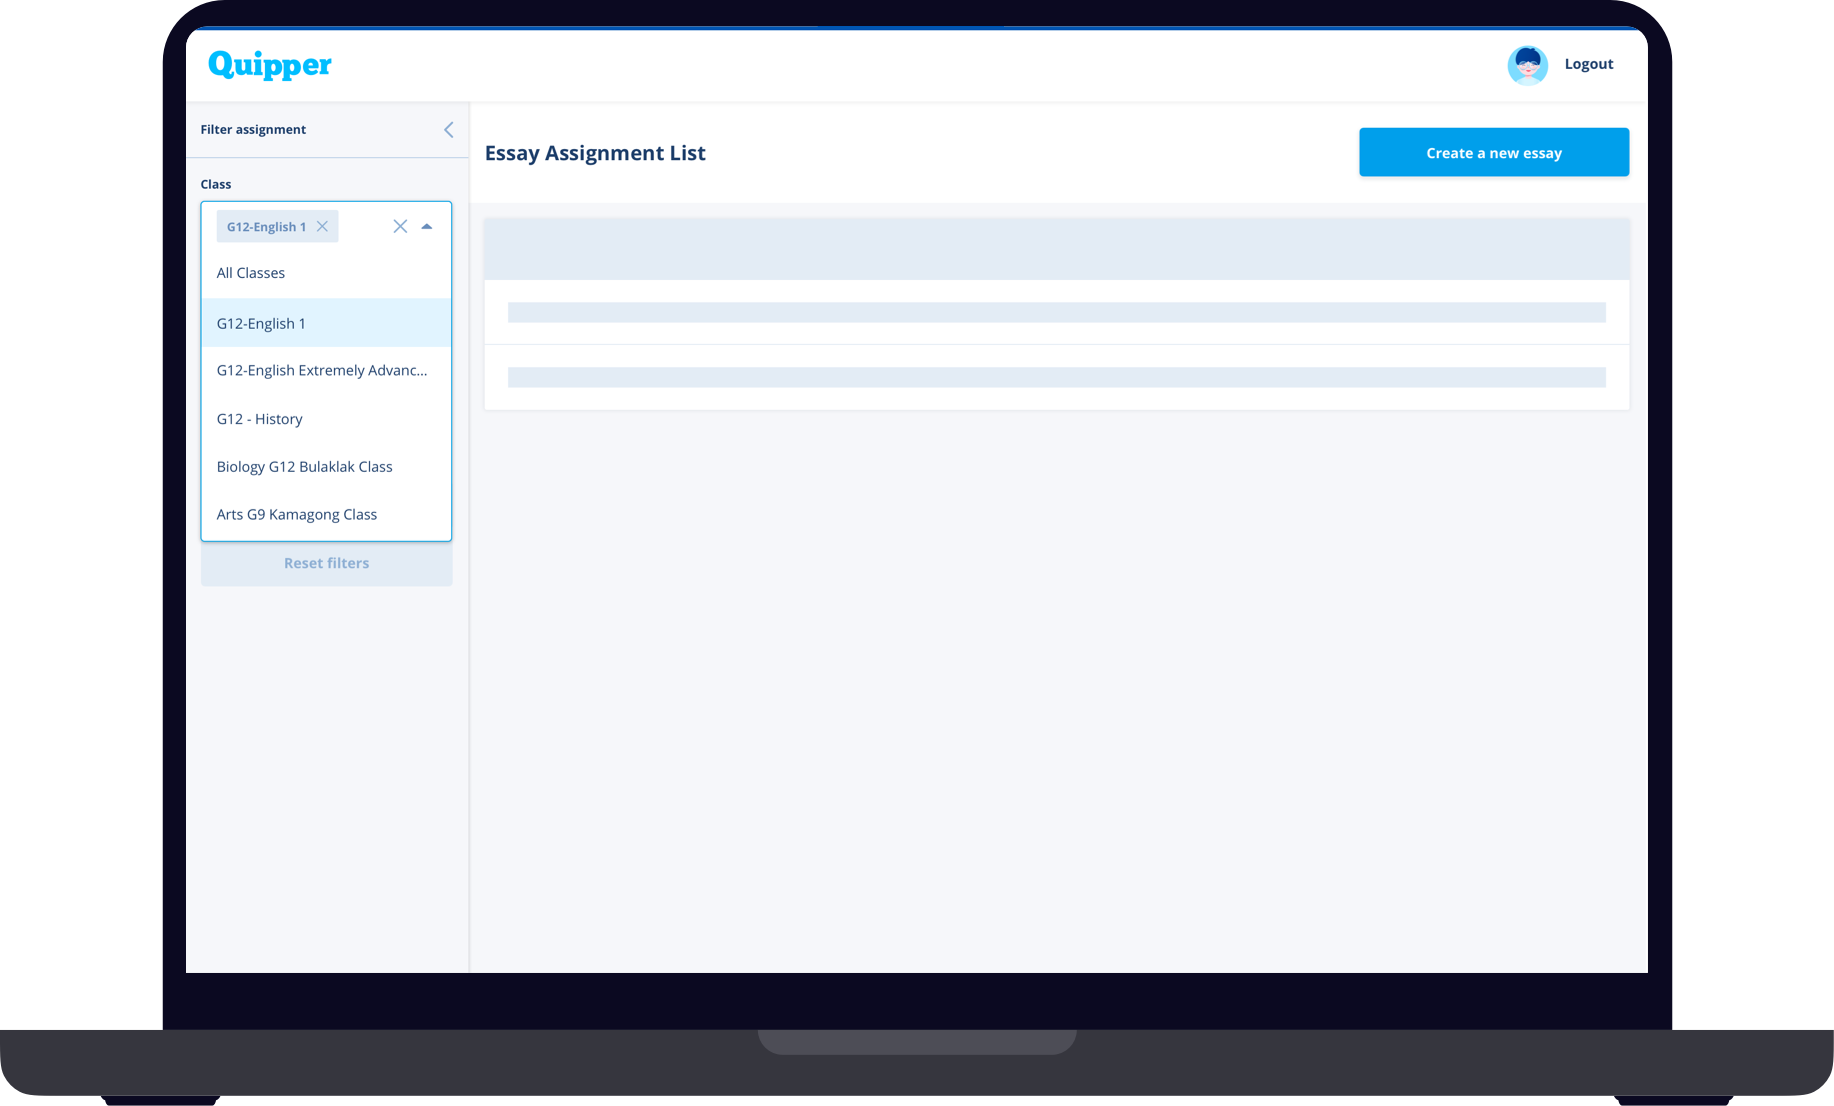 Quipper
Logout
Filter assignment
Essay Assignment List
Create a new essay
Class
G12-English 1
All Classes
G12-English 1
G12-English Extremely Advanc...
G12 - History
Biology G12 Bulaklak Class
Arts G9 Kamagong Class
Reset filters